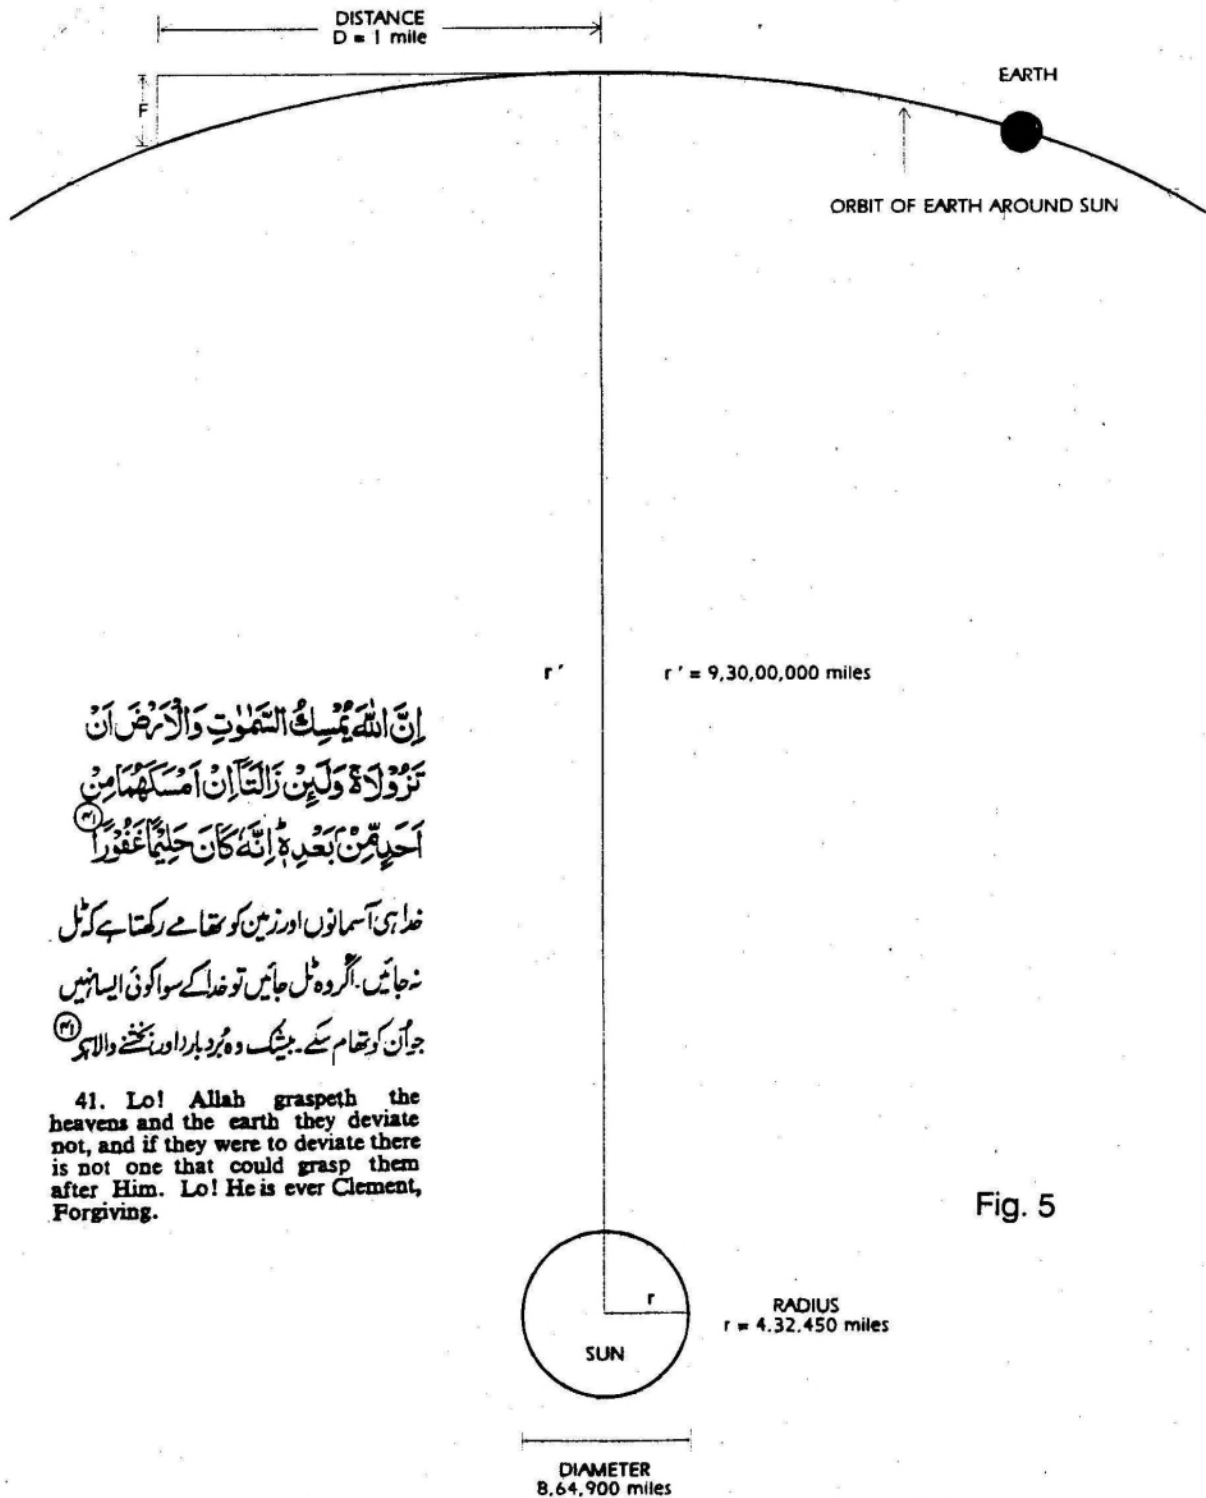 DISTANCE
D = 1 mile
F
EARTH
ORBIT OF EARTH AROUND SUN
r′
r′ = 9,30,00,000 miles
اِنَّ اللّٰهَ يُمْسِكُ السَّمٰوٰتِ وَالْاَرْضَ اَنْ
تَزُوْلَا ۚ وَلَئِنْ زَالَتَاۤ اِنْ اَمْسَكَهُمَا مِنْ
اَحَدٍ مِّنْۢ بَعْدِهٖ ؕ اِنَّهٗ كَانَ حَلِيْمًا غَفُوْرًا ۴۱
خدا ہی آسمانوں اور زمین کو تھامے رکھتا ہے کہ ٹل
نہ جائیں۔ اگر وہ ٹل جائیں تو خدا کے سوا کوئی ایسا نہیں
جو اُن کو تھام سکے۔ بیشک وہ بُردبار اور بخشنے والا ہے ۴۱
41. Lo! Allah graspeth the
heavens and the earth they deviate
not, and if they were to deviate there
is not one that could grasp them
after Him. Lo! He is ever Clement,
Forgiving.
Fig. 5
r
RADIUS
r = 4,32,450 miles
SUN
DIAMETER
8,64,900 miles